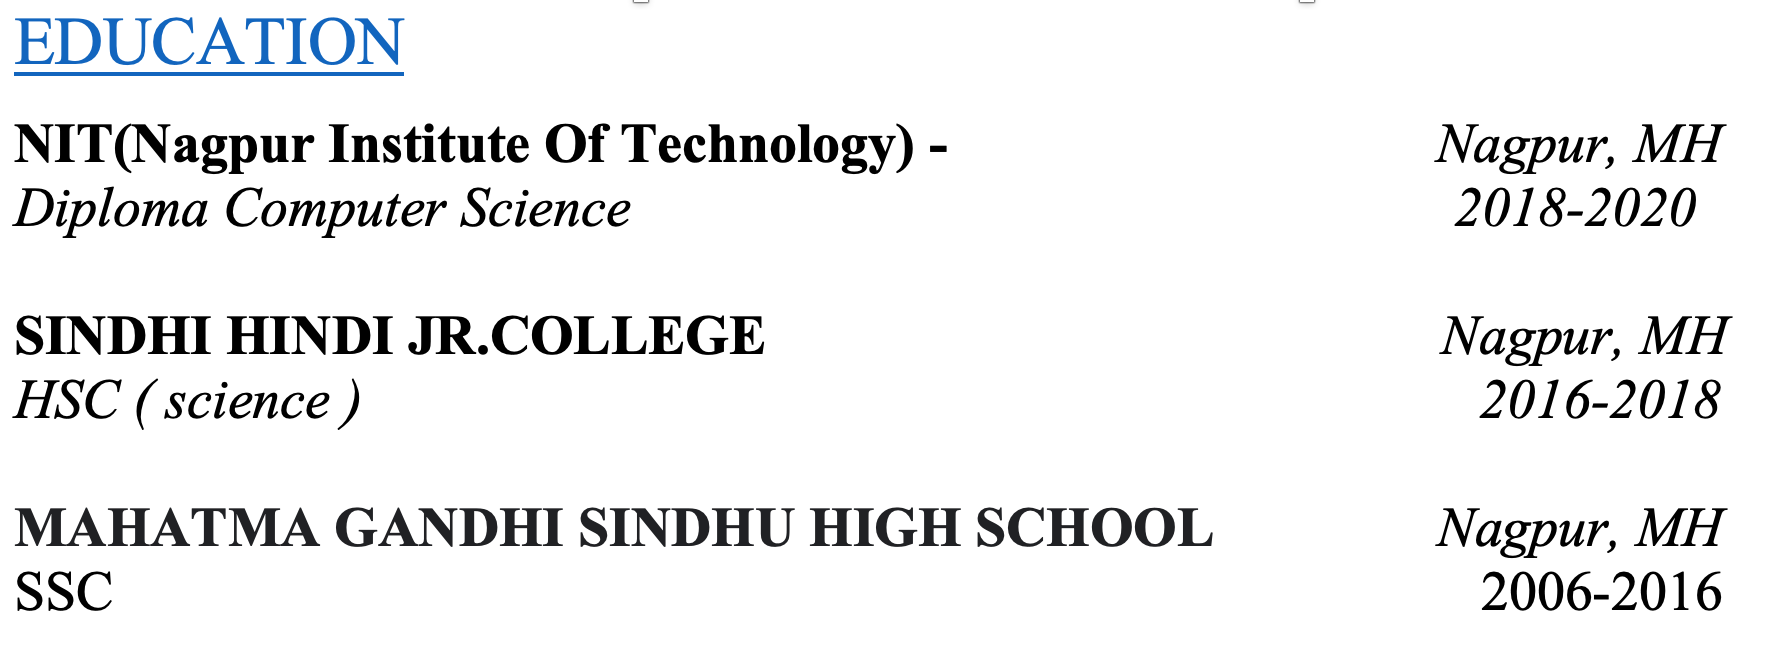 EDUCATION
NIT(Nagpur Institute Of Technology) - Nagpur, MH
Diploma Computer Science 2018-2020
SINDHI HINDI JR.COLLEGE Nagpur, MH
HSC ( science ) 2016-2018
MAHATMA GANDHI SINDHU HIGH SCHOOL Nagpur, MH
SSC 2006-2016